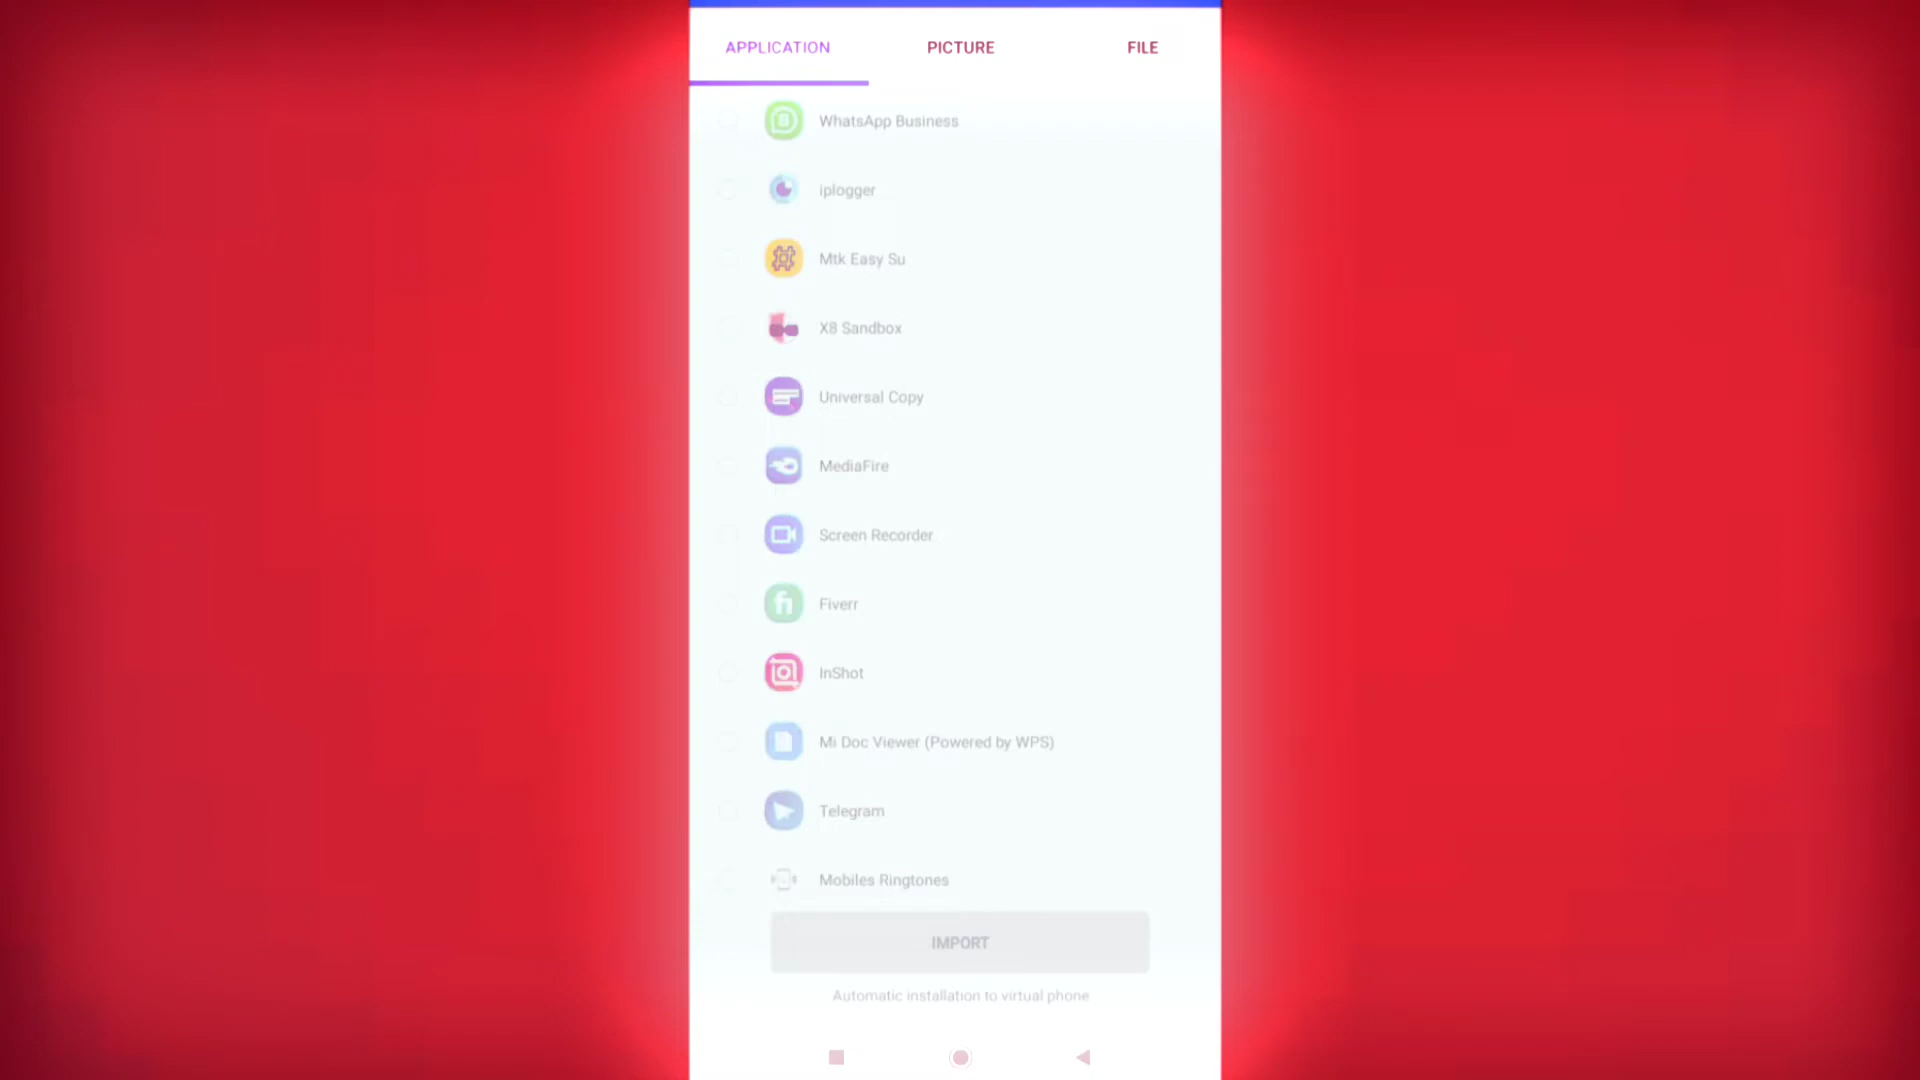 APPLICATION PICTURE FILE
WhatsApp Business
iplogger
Mtk Easy Su
X8 Sandbox
Universal Copy
MediaFire
Screen Recorder
Fiverr
InShot
Mi Doc Viewer (Powered by WPS)
Telegram
Mobiles Ringtones
IMPORT
Automatic installation to virtual phone